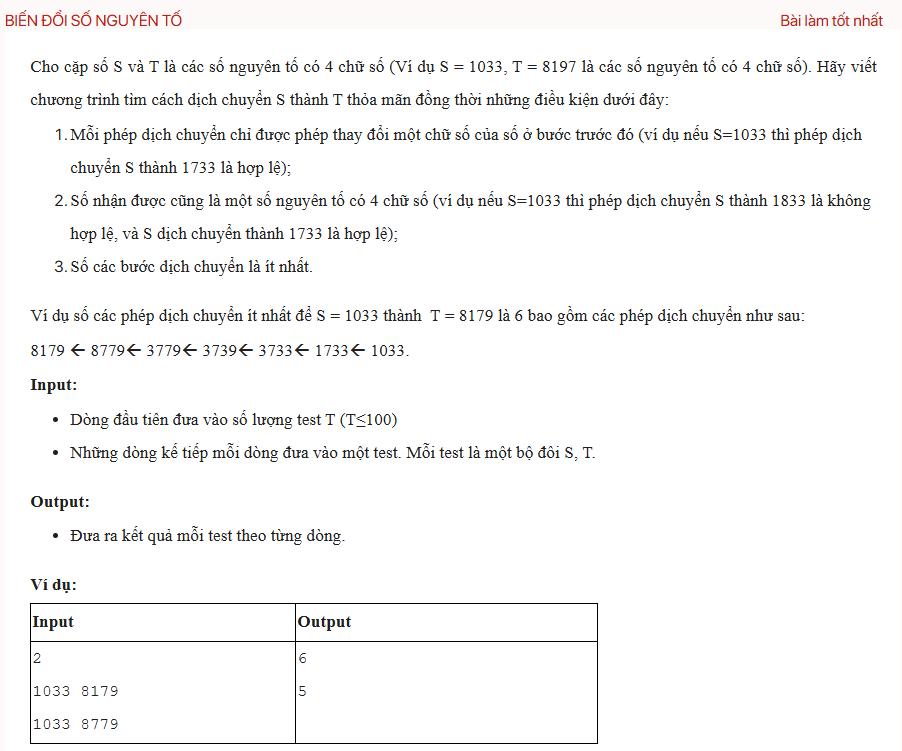 BIẾN ĐỔI SỐ NGUYÊN TỐ
Bài làm tốt nhất
Cho cặp số S và T là các số nguyên tố có 4 chữ số (Ví dụ S = 1033, T = 8197 là các số nguyên tố có 4 chữ số). Hãy viết
chương trình tìm cách dịch chuyển S thành T thỏa mãn đồng thời những điều kiện dưới đây:
1. Mỗi phép dịch chuyển chỉ được phép thay đổi một chữ số của số ở bước trước đó (ví dụ nếu S=1033 thì phép dịch
chuyển S thành 1733 là hợp lệ);
2. Số nhận được cũng là một số nguyên tố có 4 chữ số (ví dụ nếu S=1033 thì phép dịch chuyển S thành 1833 là không
hợp lệ, và S dịch chuyển thành 1733 là hợp lệ);
3. Số các bước dịch chuyển là ít nhất.
Ví dụ số các phép dịch chuyển ít nhất để S = 1033 thành T = 8179 là 6 bao gồm các phép dịch chuyển như sau:
8179 ← 8779← 3779← 3739← 3733← 1733← 1033.
Input:
• Dòng đầu tiên đưa vào số lượng test T (T≤100)
• Những dòng kế tiếp mỗi dòng đưa vào một test. Mỗi test là một bộ đôi S, T.
Output:
• Đưa ra kết quả mỗi test theo từng dòng.
Ví dụ:
Input Output
2 6
1033 8179 5
1033 8779